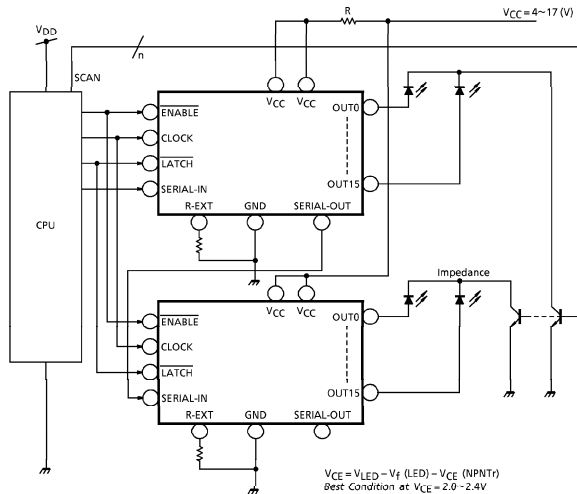 VCC = 4~17 (V)
R
VDD
n
SCAN
VCC VCC
OUT0
ENABLE
CLOCK
LATCH
SERIAL-IN
OUT15
R-EXT GND SERIAL-OUT
CPU
Impedance
VCC VCC
OUT0
ENABLE
CLOCK
LATCH
SERIAL-IN
OUT15
R-EXT GND SERIAL-OUT
VCE = VLED – Vf (LED) – VCE (NPNTr)
Best Condition at VCE = 2.0 ~ 2.4V